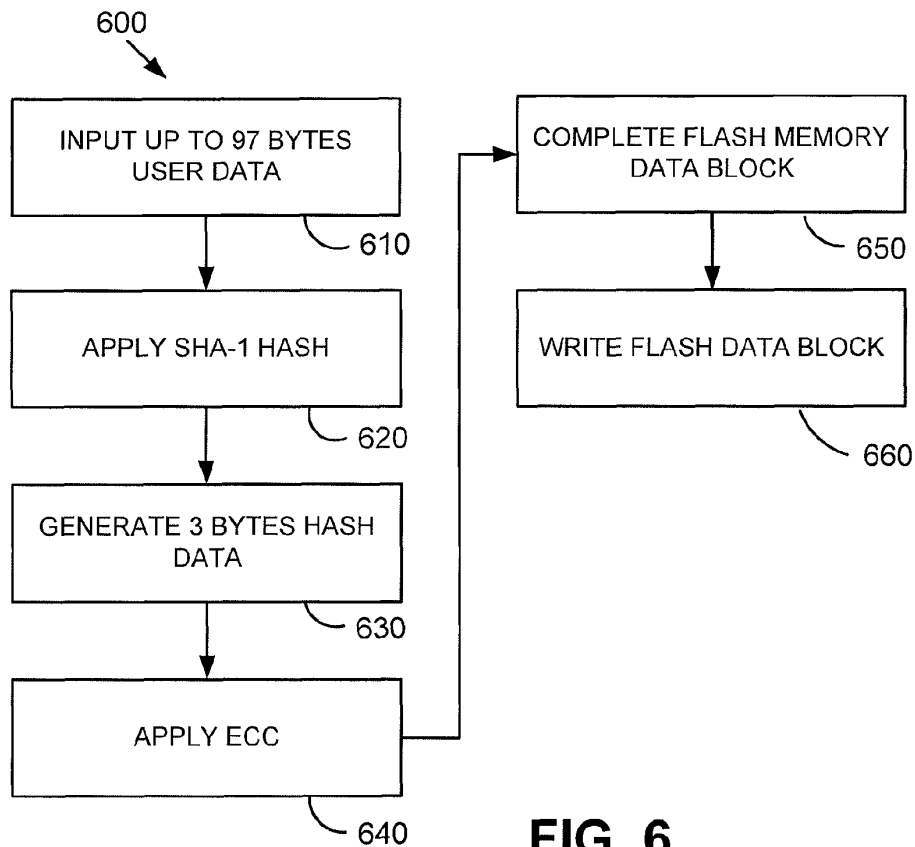 600
INPUT UP TO 97 BYTES
USER DATA
610
APPLY SHA-1 HASH
620
GENERATE 3 BYTES HASH
DATA
630
APPLY ECC
640
COMPLETE FLASH MEMORY
DATA BLOCK
650
WRITE FLASH DATA BLOCK
660
FIG. 6